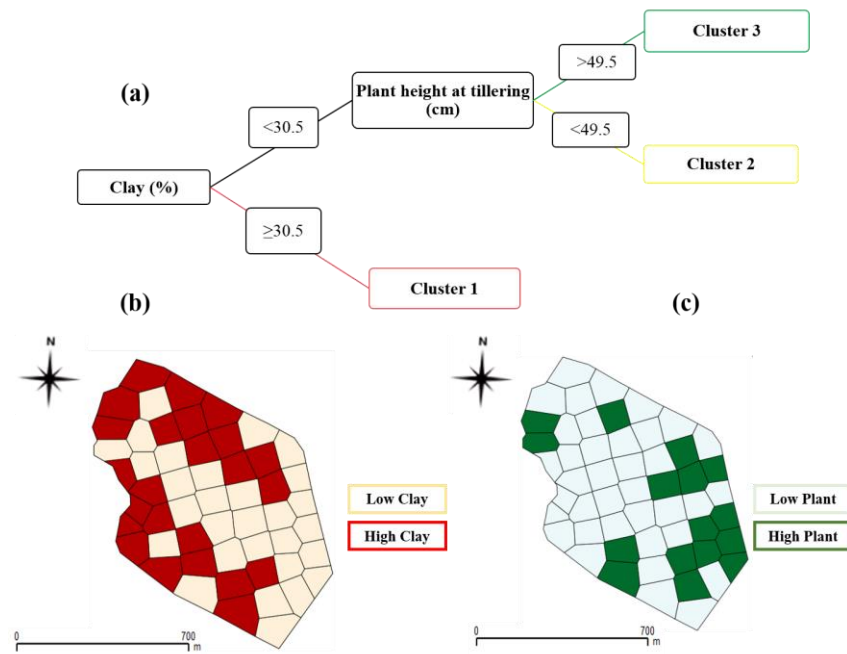 Cluster 3
>49.5
(a)
Plant height at tillering
(cm)
<30.5
<49.5
Cluster 2
Clay (%)
≥30.5
Cluster 1
(b)
(c)
N
N
Low Clay
High Clay
Low Plant
High Plant
0
700
m
0
700
m